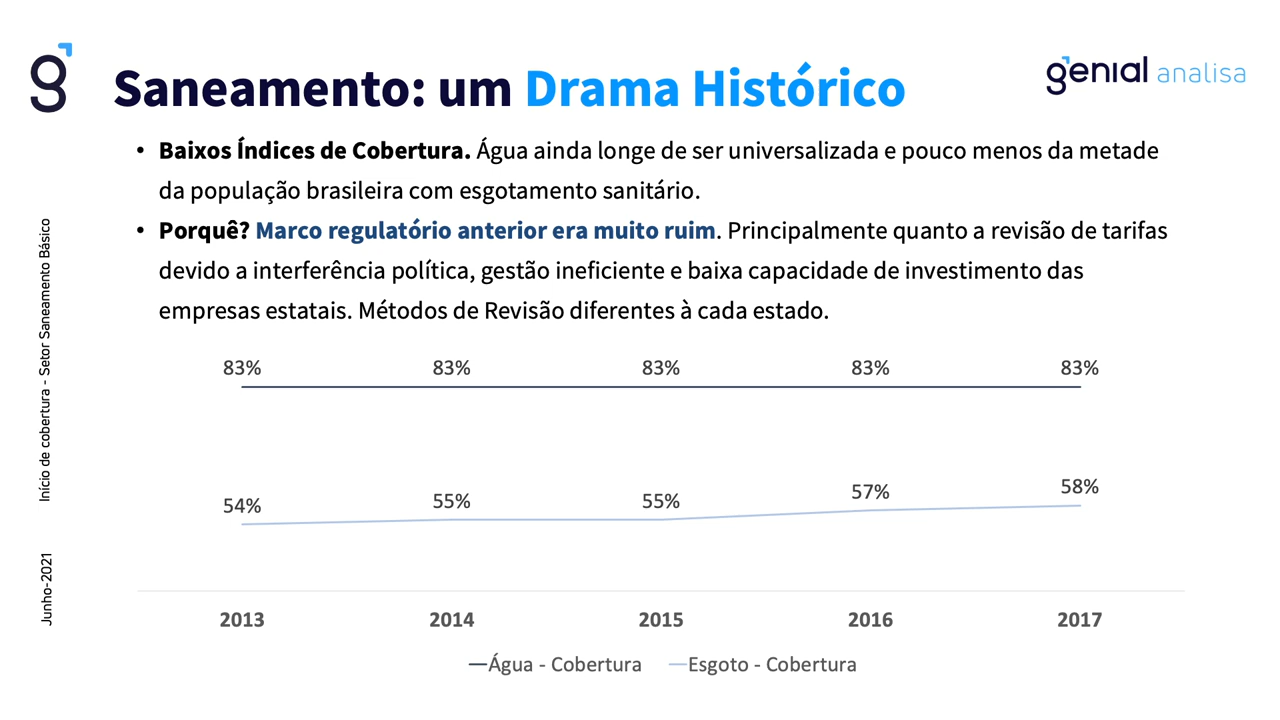 g
Saneamento: um Drama Histórico
genial analisa
• Baixos Índices de Cobertura. Água ainda longe de ser universalizada e pouco menos da metade
da população brasileira com esgotamento sanitário.
• Porquê? Marco regulatório anterior era muito ruim. Principalmente quanto a revisão de tarifas
devido a interferência política, gestão ineficiente e baixa capacidade de investimento das
empresas estatais. Métodos de Revisão diferentes à cada estado.
Início de cobertura - Setor Saneamento Básico
Junho-2021
83% 83% 83% 83% 83%
54% 55% 55% 57% 58%
2013 2014 2015 2016 2017
Água - Cobertura Esgoto - Cobertura